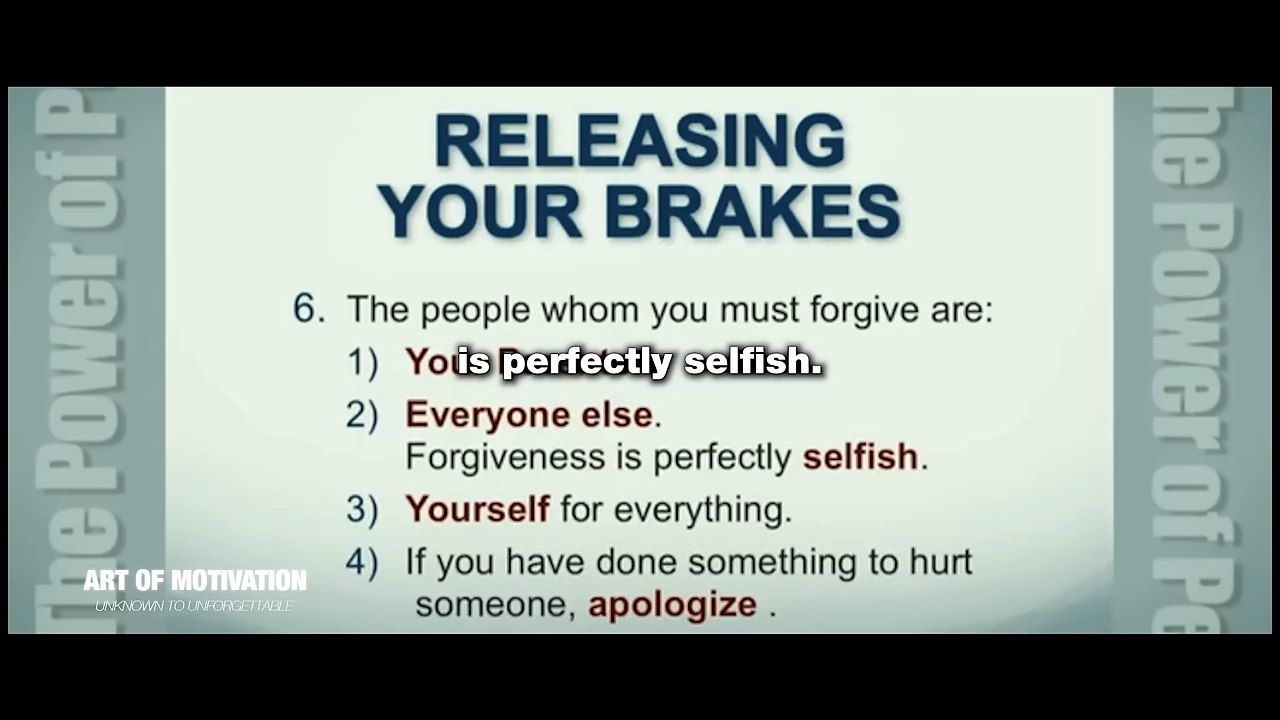 RELEASING
YOUR BRAKES
6. The people whom you must forgive are:
1)
is perfectly selfish.
2) Everyone else.
Forgiveness is perfectly selfish.
3) Yourself for everything.
4) If you have done something to hurt
someone, apologize .
ART OF MOTIVATION
UNKNOWN TO UNFORGETTABLE
The Power of
The Power of Pe